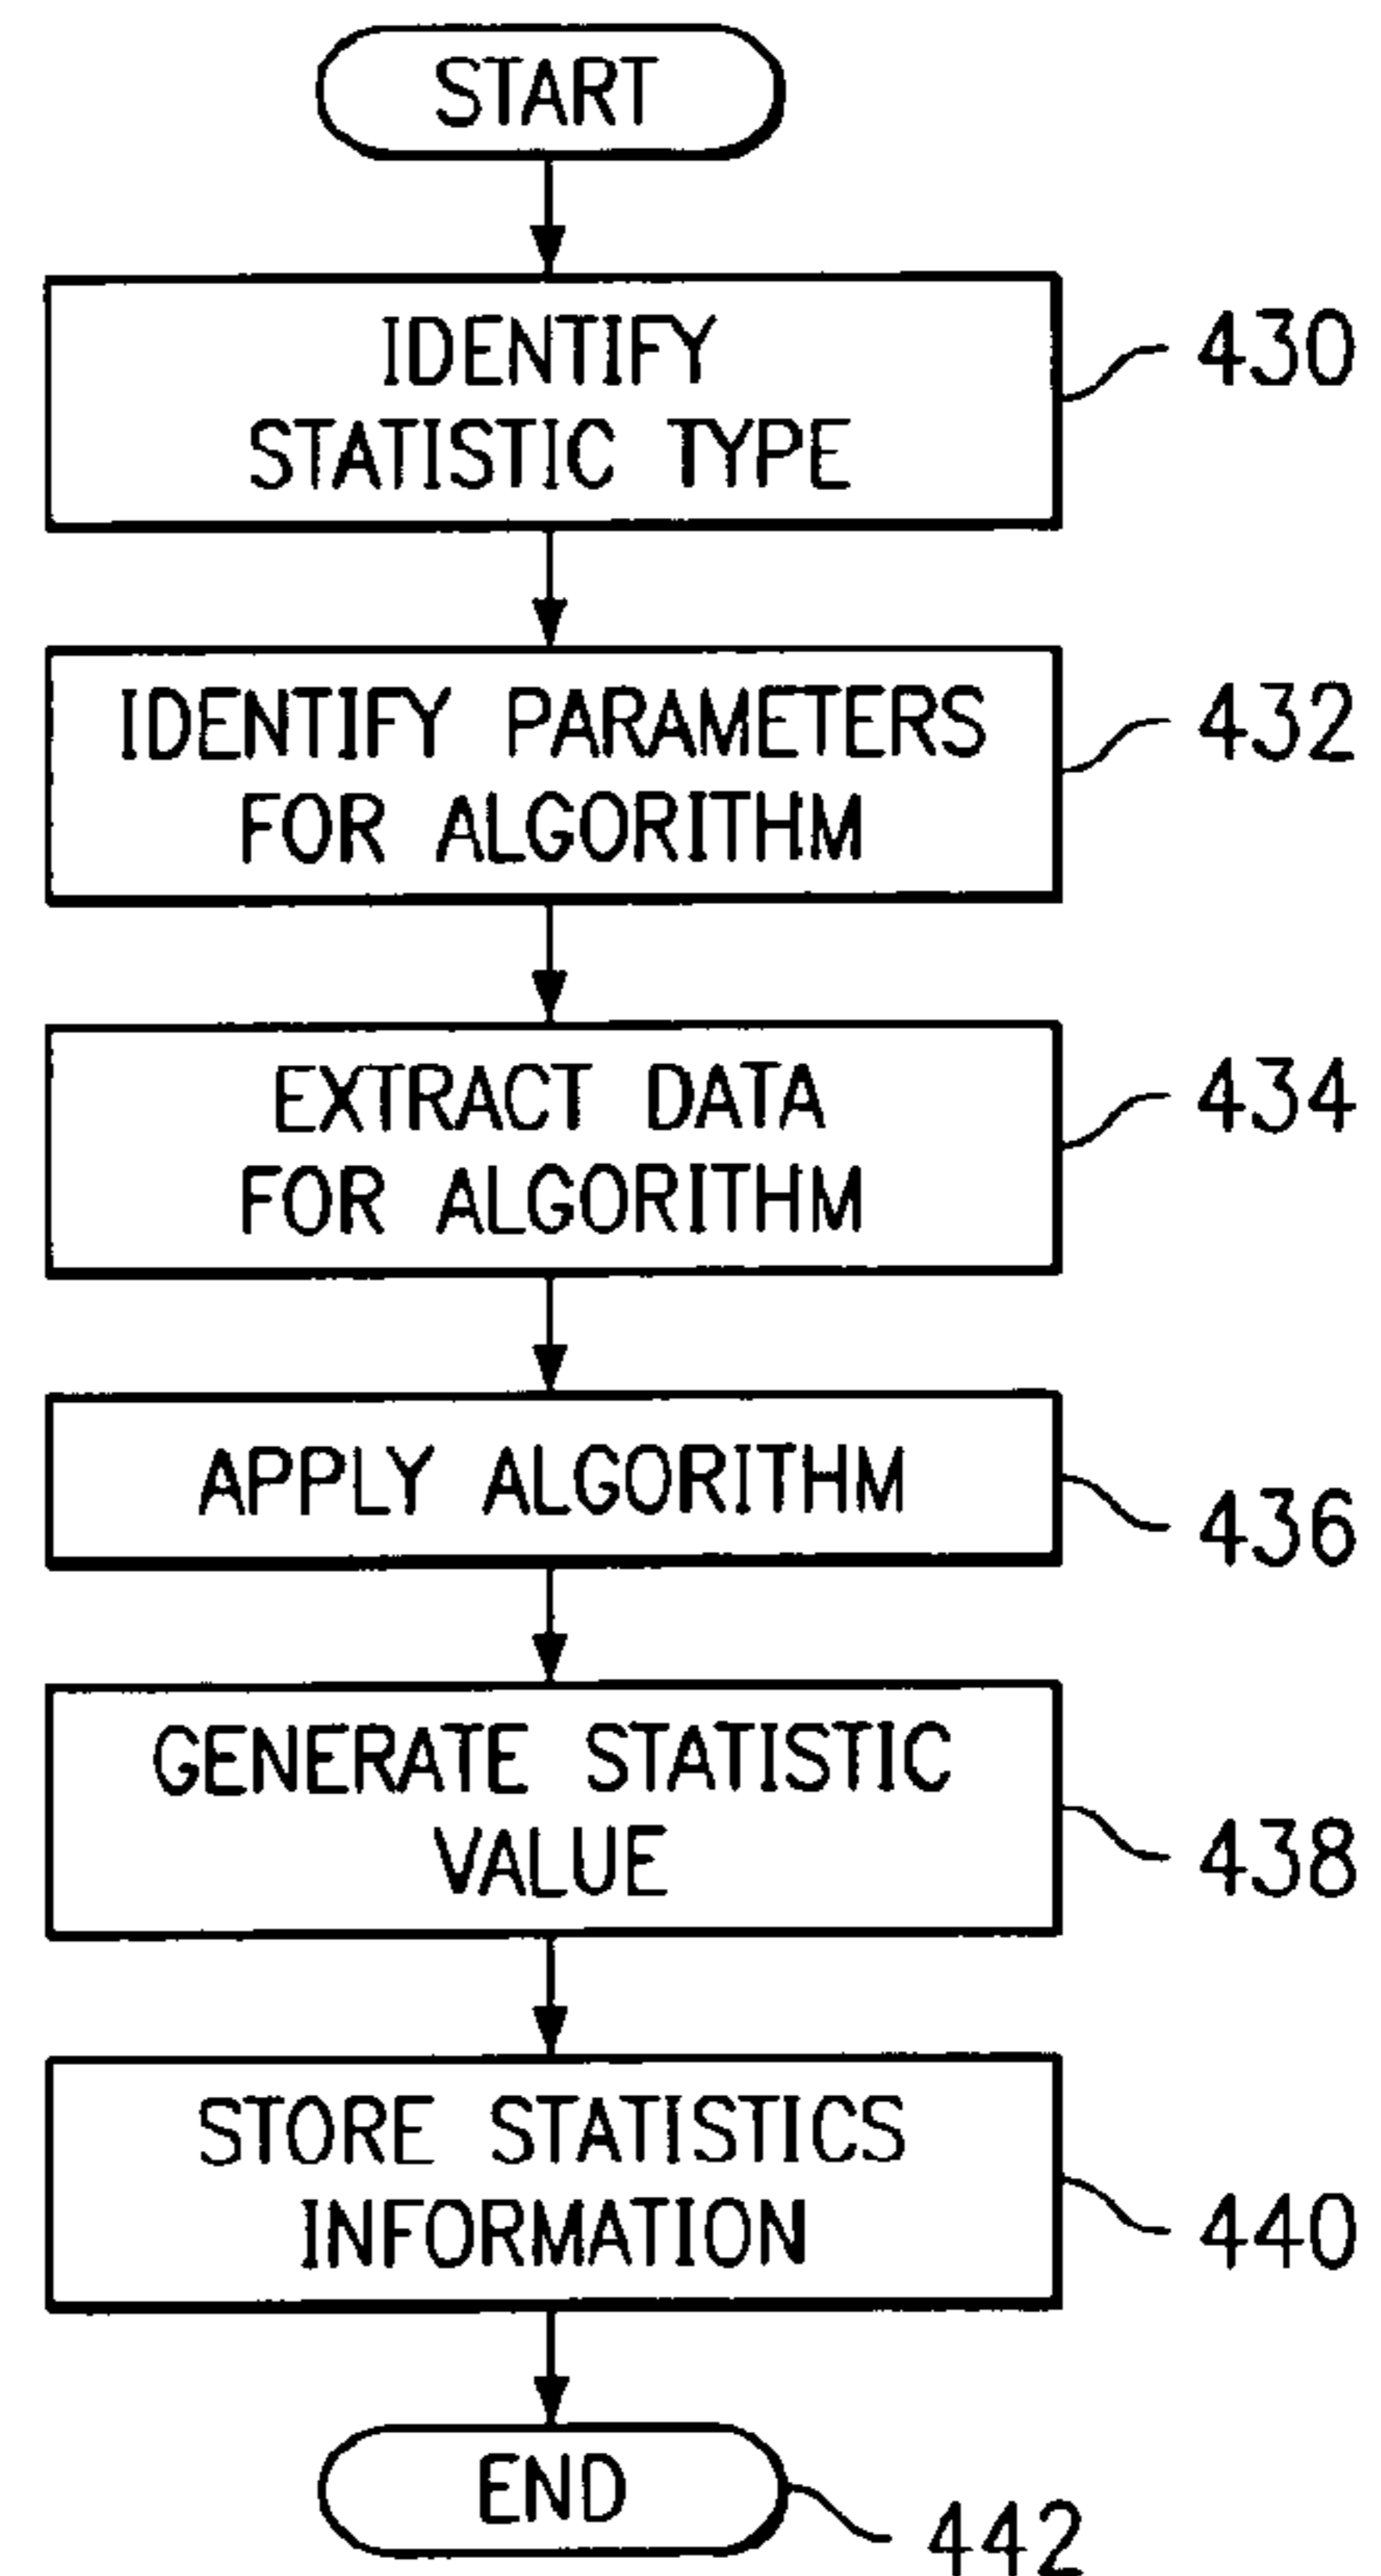 START
IDENTIFY
STATISTIC TYPE
430
IDENTIFY PARAMETERS
FOR ALGORITHM
432
EXTRACT DATA
FOR ALGORITHM
434
APPLY ALGORITHM
436
GENERATE STATISTIC
VALUE
438
STORE STATISTICS
INFORMATION
440
END
442